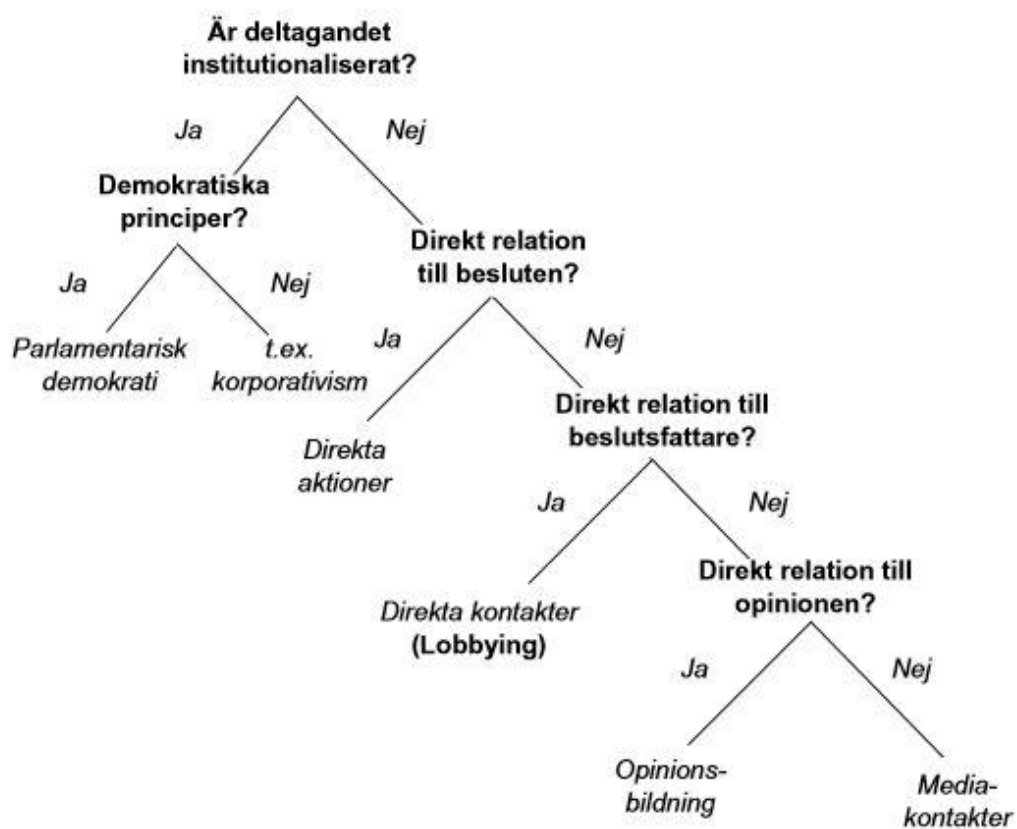 Är deltagandet
institutionaliserat?
Ja
Nej
Demokratiska
principer?
Direkt relation
till besluten?
Ja
Nej
Parlamentarisk
demokrati
t.ex.
korporativism
Ja
Nej
Direkta
aktioner
Direkt relation till
beslutsfattare?
Ja
Nej
Direkta kontakter
(Lobbying)
Direkt relation till
opinionen?
Ja
Nej
Opinions-
bildning
Media-
kontakter